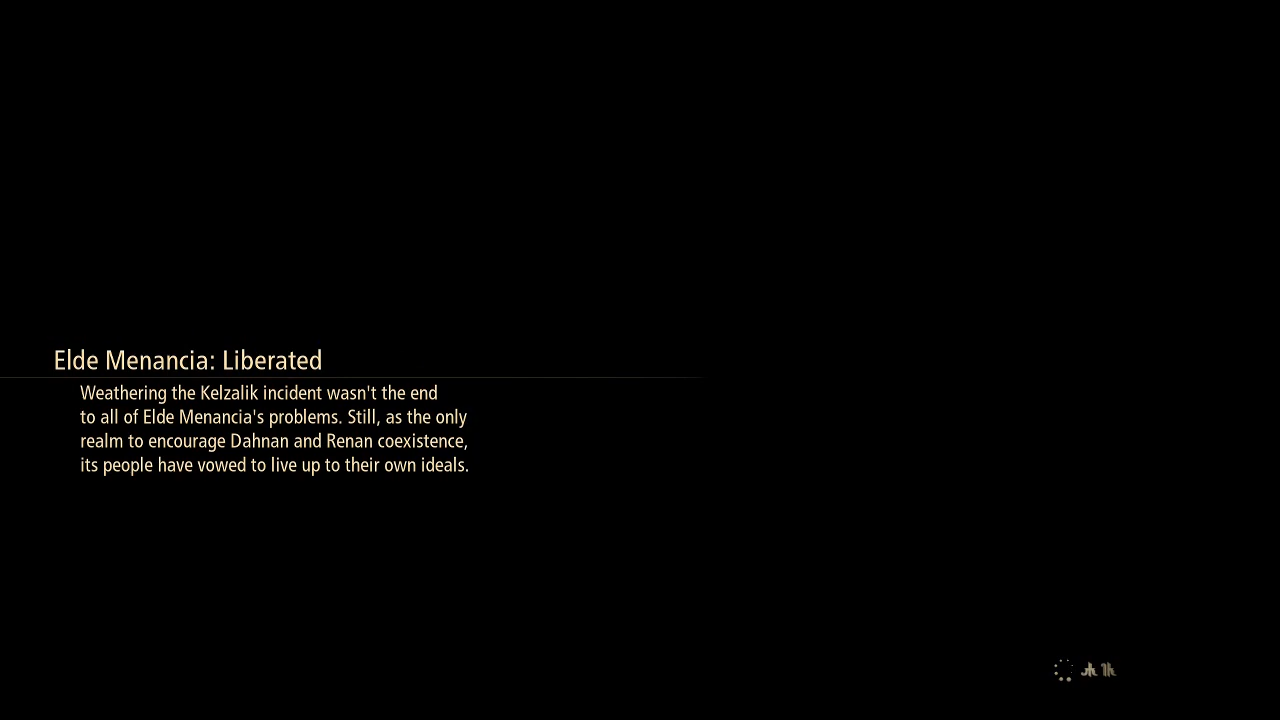 Elde Menancia: Liberated
Weathering the Kelzalik incident wasn't the end
to all of Elde Menancia's problems. Still, as the only
realm to encourage Dahnan and Renan coexistence,
its people have vowed to live up to their own ideals.